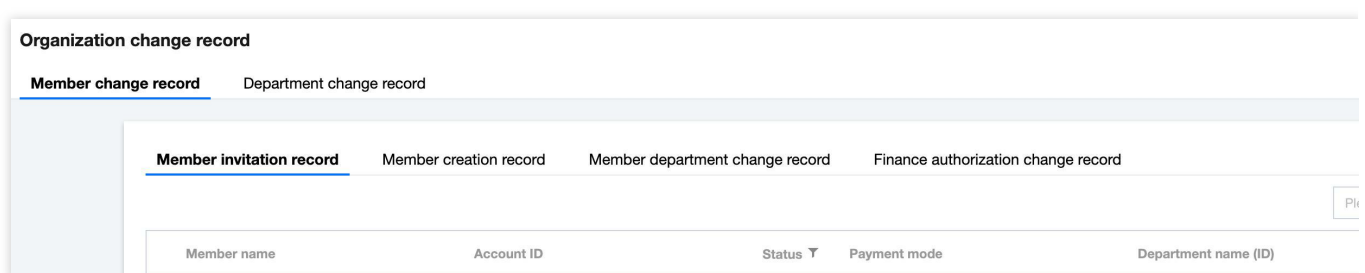 Organization change record
Member change record Department change record
Member invitation record Member creation record Member department change record Finance authorization change record
Member name Account ID Status Payment mode Department name (ID)